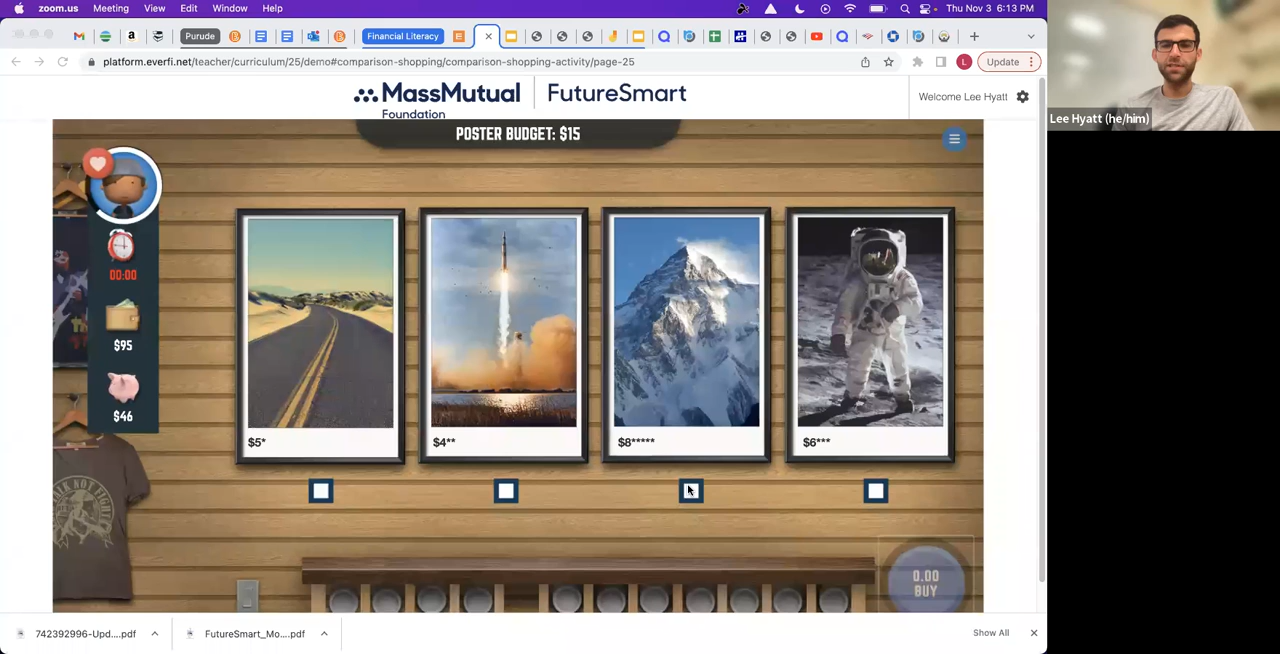 zoom.us Meeting View Edit Window Help Thu Nov 3 6:13 PM
Purude Financial Literacy
platform.everfi.net/teacher/curriculum/25/demo#comparison-shopping/comparison-shopping-activity/page-25 L Update
MassMutual FutureSmart
Foundation
Welcome Lee Hyatt
Lee Hyatt (he/him)
POSTER BUDGET: $15
00:00
$95
$46
$5* $4** $8***** $6***
0.00
BUY
742392996-Upd....pdf FutureSmart_Mo....pdf Show All